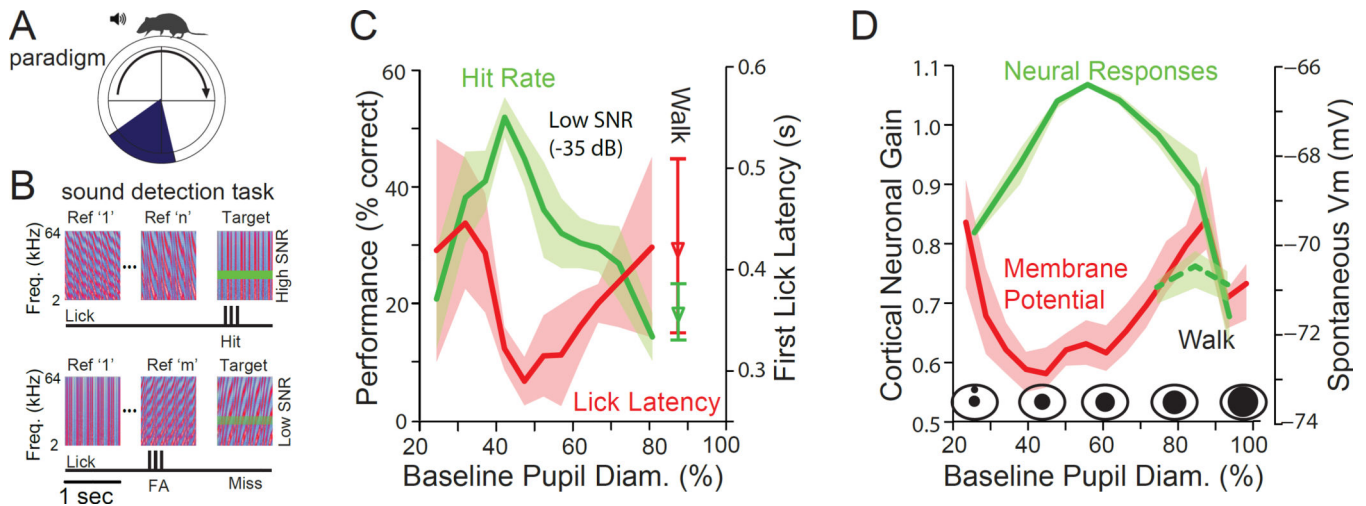 A
paradigm
B
sound detection task
Ref ‘1’ Ref ‘n’ Target
Freq. (kHz)
64
2
...
High SNR
Lick
Hit
Ref ‘1’ Ref ‘m’ Target
Freq. (kHz)
64
2
...
Low SNR
Lick
1 sec
FA
Miss
C
Hit Rate
Low SNR
(-35 dB)
Walk
Lick Latency
Performance (% correct)
60
40
20
0
First Lick Latency (s)
0.6
0.5
0.4
0.3
20 40 60 80 100
Baseline Pupil Diam. (%)
D
Neural Responses
Membrane
Potential
Walk
Cortical Neuronal Gain
1.1
1.0
0.9
0.8
0.7
0.6
0.5
Spontaneous Vm (mV)
−66
−68
−70
−72
−74
20 40 60 80 100
Baseline Pupil Diam. (%)